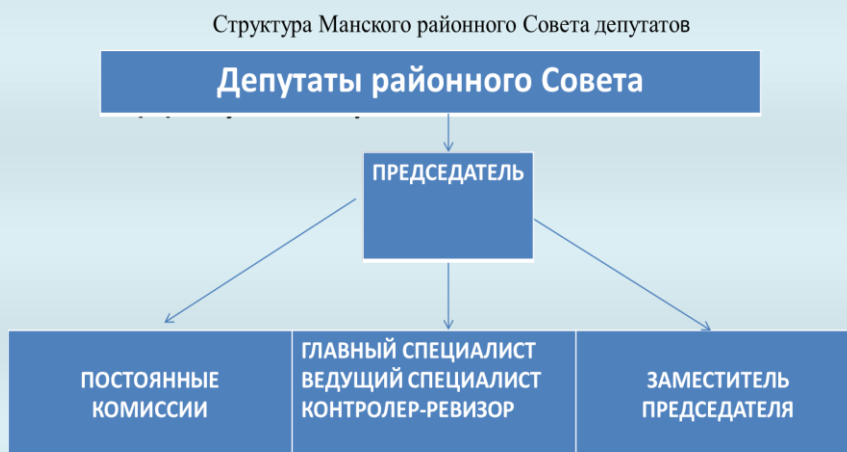 Структура Манского районного Совета депутатов
Депутаты районного Совета
ПРЕДСЕДАТЕЛЬ
ПОСТОЯННЫЕ
КОМИССИИ
ГЛАВНЫЙ СПЕЦИАЛИСТ
ВЕДУЩИЙ СПЕЦИАЛИСТ
КОНТРОЛЕР-РЕВИЗОР
ЗАМЕСТИТЕЛЬ
ПРЕДСЕДАТЕЛЯ